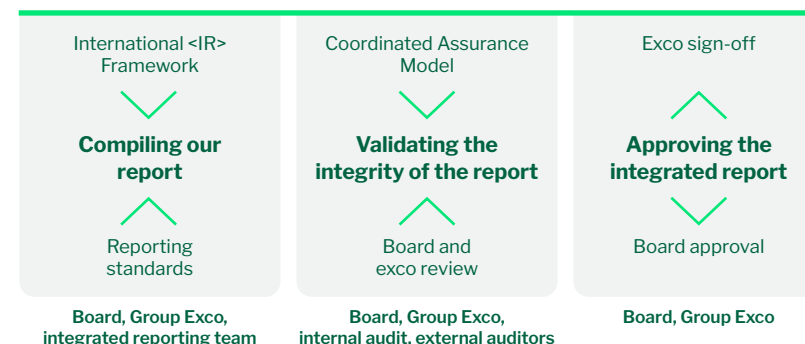 International <IR>
Framework
Compiling our
report
Reporting
standards
Board, Group Exco,
integrated reporting team
Coordinated Assurance
Model
Validating the
integrity of the report
Board and
exco review
Board, Group Exco,
internal audit, external auditors
Exco sign-off
Approving the
integrated report
Board approval
Board, Group Exco